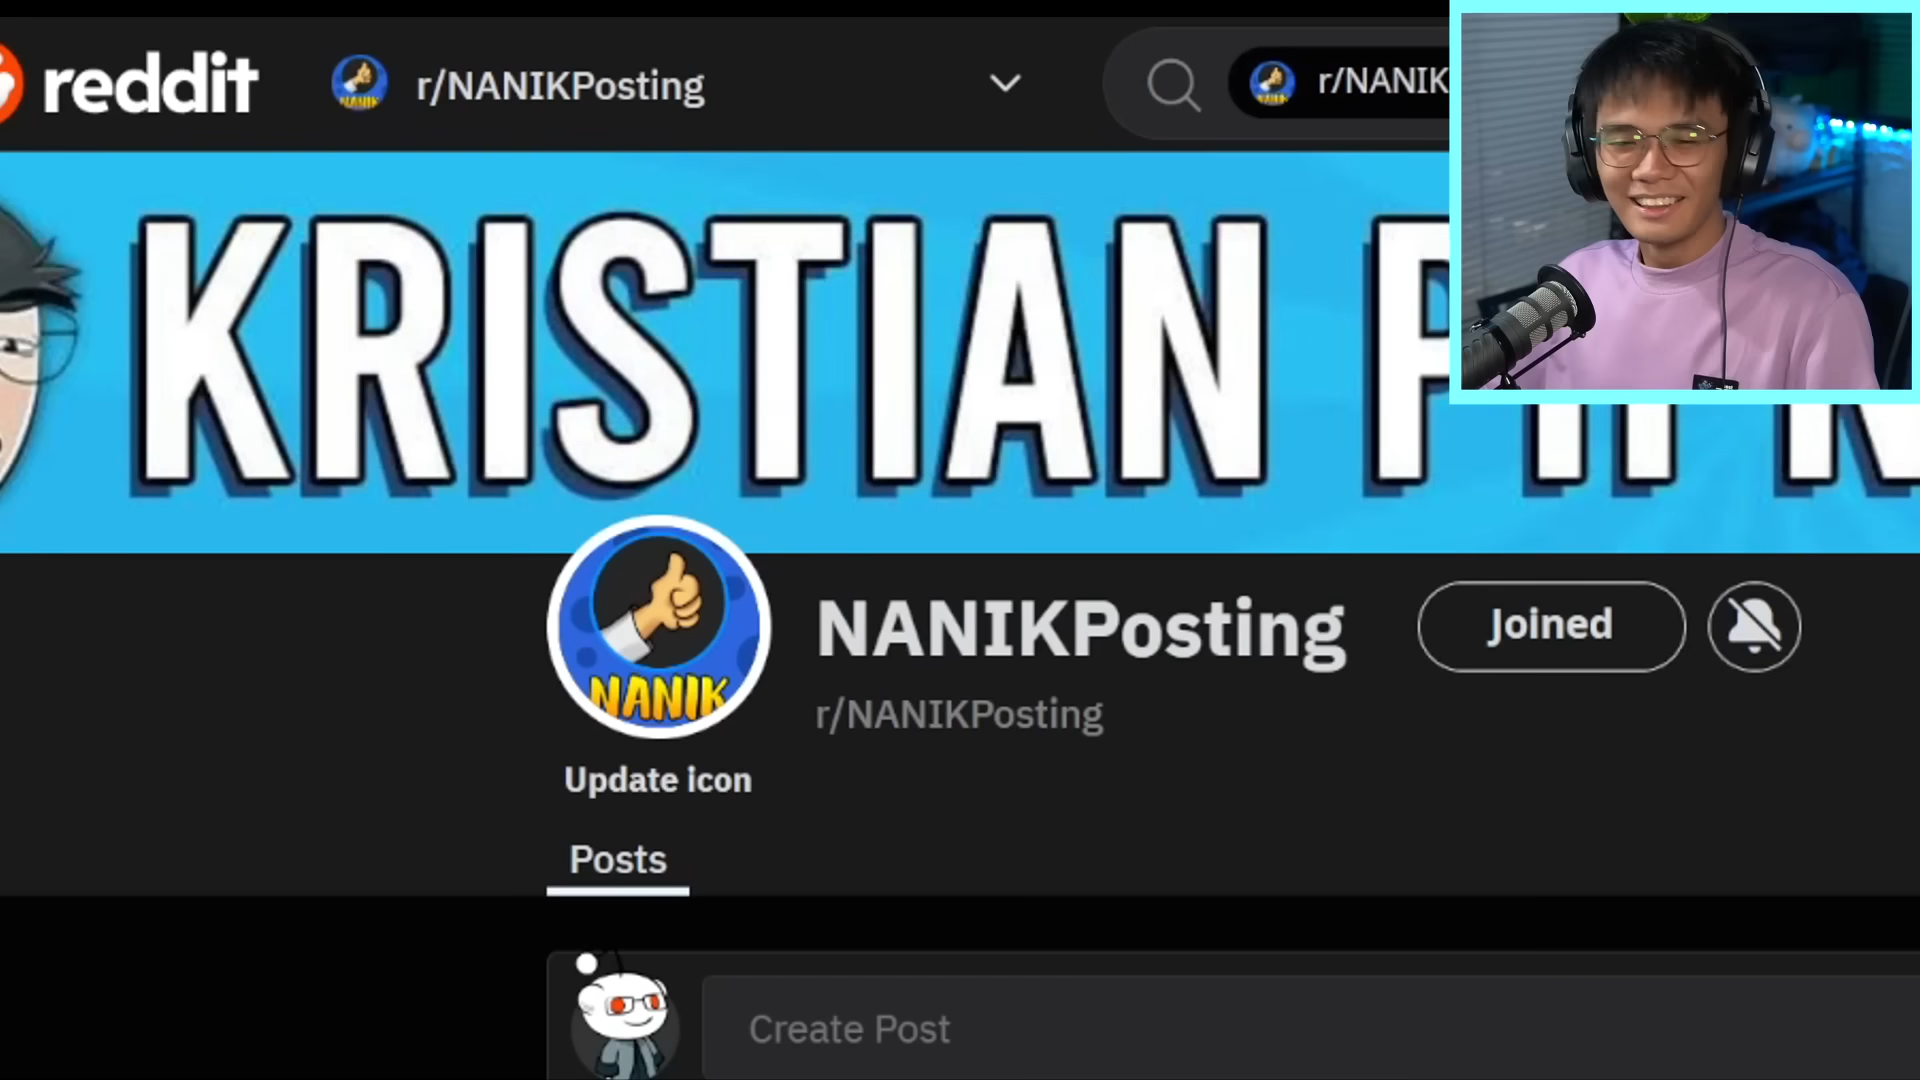 reddit
r/NANIKPosting
r/NANIK
KRISTIAN P
NANIK
NANIKPosting
Joined
r/NANIKPosting
Update icon
Posts
Create Post